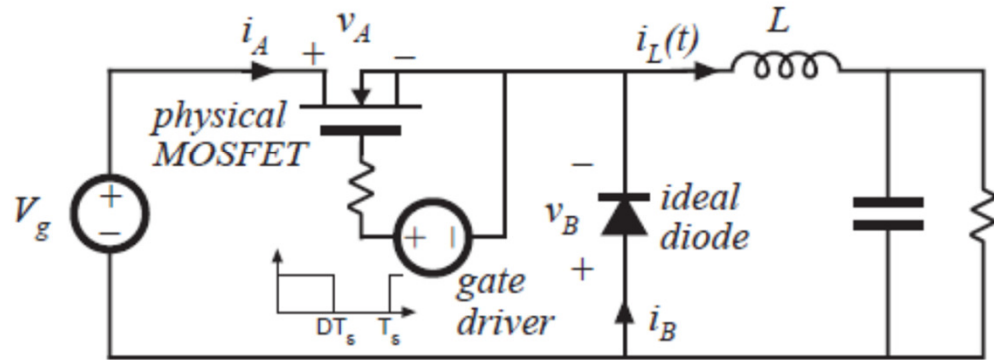 i_A
+ v_A −
i_L(t)
L
physical
MOSFET
V_g
+
−
+ −
gate
driver
DT_s T_s
−
v_B
+
ideal
diode
i_B